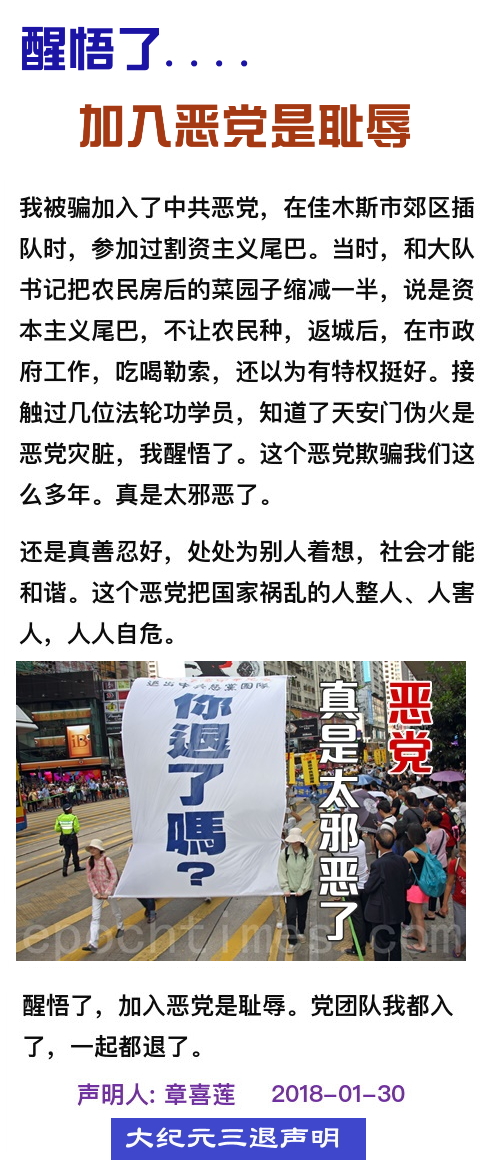 醒悟了....
加入恶党是耻辱
我被骗加入了中共恶党，在佳木斯市郊区插
队时，参加过割资主义尾巴。当时，和大队
书记把农民房后的菜园子缩减一半，说是资
本主义尾巴，不让农民种，返城后，在市政
府工作，吃喝勒索，还以为有特权挺好。接
触过几位法轮功学员，知道了天安门伪火是
恶党灾脏，我醒悟了。这个恶党欺骗我们这
么多年。真是太邪恶了。
还是真善忍好，处处为别人着想，社会才能
和谐。这个恶党把国家祸乱的人整人、人害
人，人人自危。
退出中共惡黨團隊
你退了嗎？
恶党
真是太邪恶了
epochtimes.com
醒悟了，加入恶党是耻辱。党团队我都入
了，一起都退了。
声明人: 章喜莲 2018-01-30
大纪元三退声明